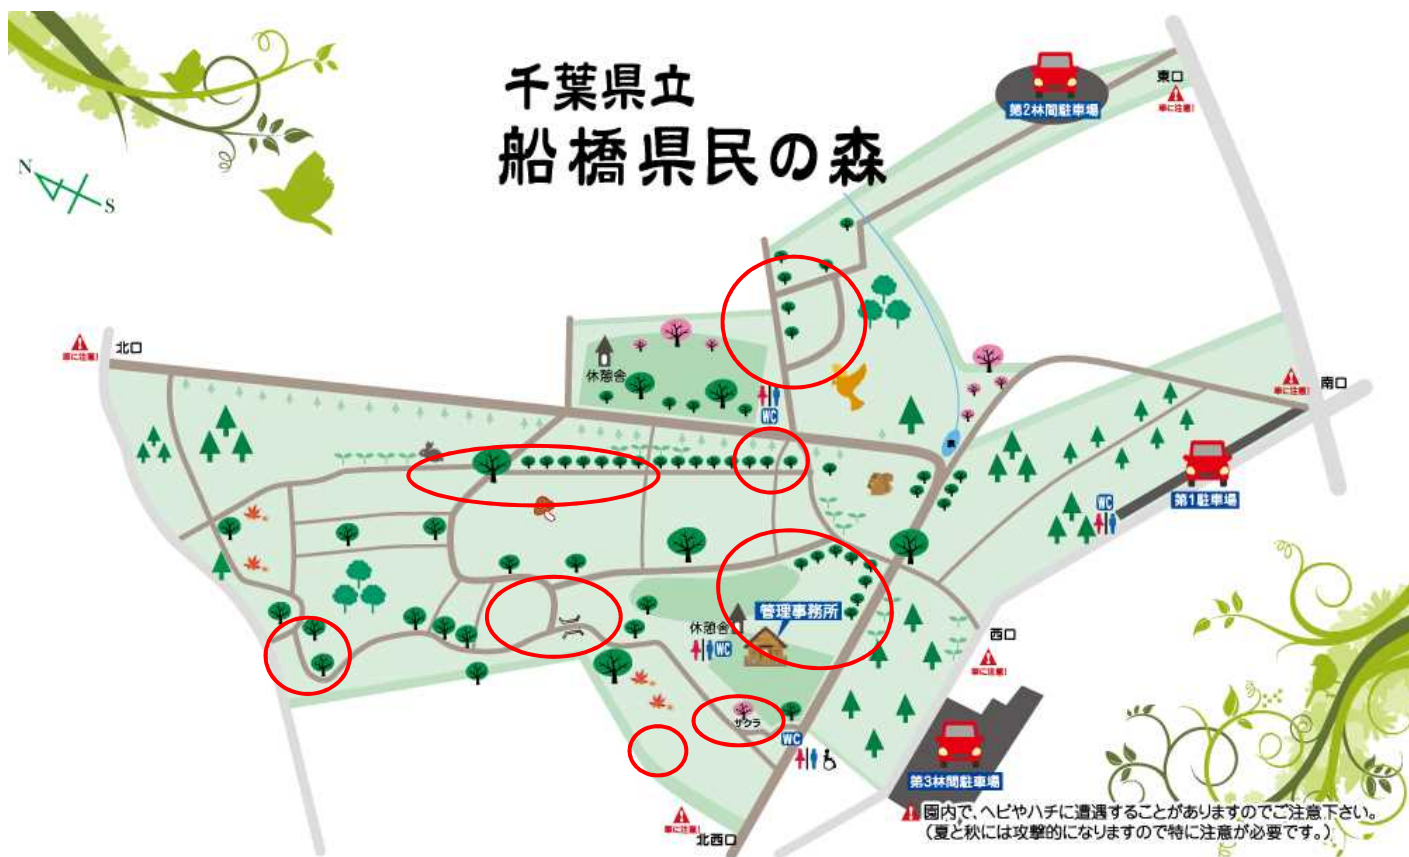 千葉県立
船橋県民の森
N
S
東口
車に注意!
第2林間駐車場
北口
車に注意!
休憩舎
WC
南口
車に注意!
第1駐車場
WC
管理事務所
休憩舎
WC
西口
車に注意!
サクラ
WC
第3林間駐車場
北西口
車に注意!
園内で、ヘビやハチに遭遇することがありますのでご注意下さい。
(夏と秋には攻撃的になりますので特に注意が必要です。)